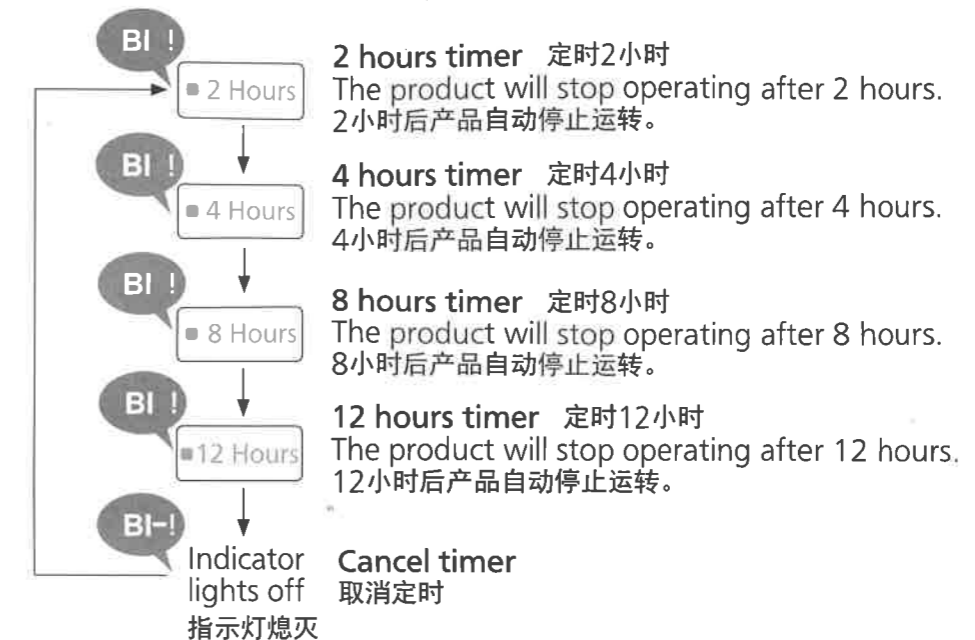 BI !
■ 2 Hours
2 hours timer 定时2小时
The product will stop operating after 2 hours.
2小时后产品自动停止运转。
BI !
■ 4 Hours
4 hours timer 定时4小时
The product will stop operating after 4 hours.
4小时后产品自动停止运转。
BI !
■ 8 Hours
8 hours timer 定时8小时
The product will stop operating after 8 hours.
8小时后产品自动停止运转。
BI !
■12 Hours
12 hours timer 定时12小时
The product will stop operating after 12 hours.
12小时后产品自动停止运转。
BI-!
Indicator
lights off
指示灯熄灭
Cancel timer
取消定时